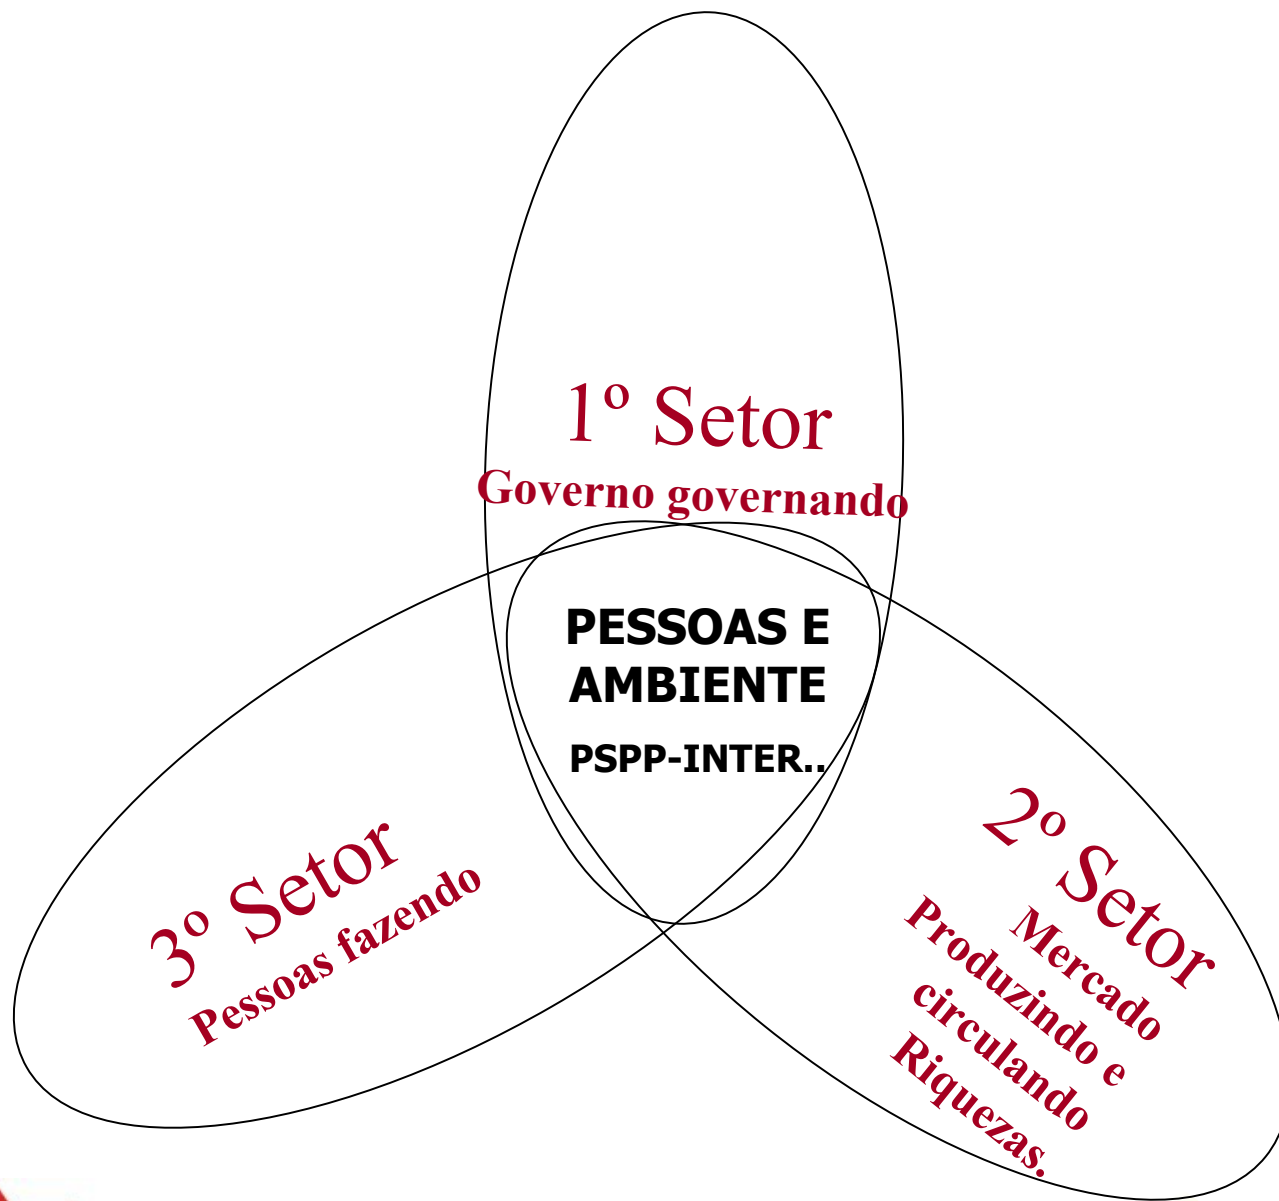 1º Setor
Governo governando
PESSOAS E
AMBIENTE
PSPP-INTER..
3º Setor
Pessoas fazendo
2º Setor
Mercado
Produzindo e
circulando
Riquezas.